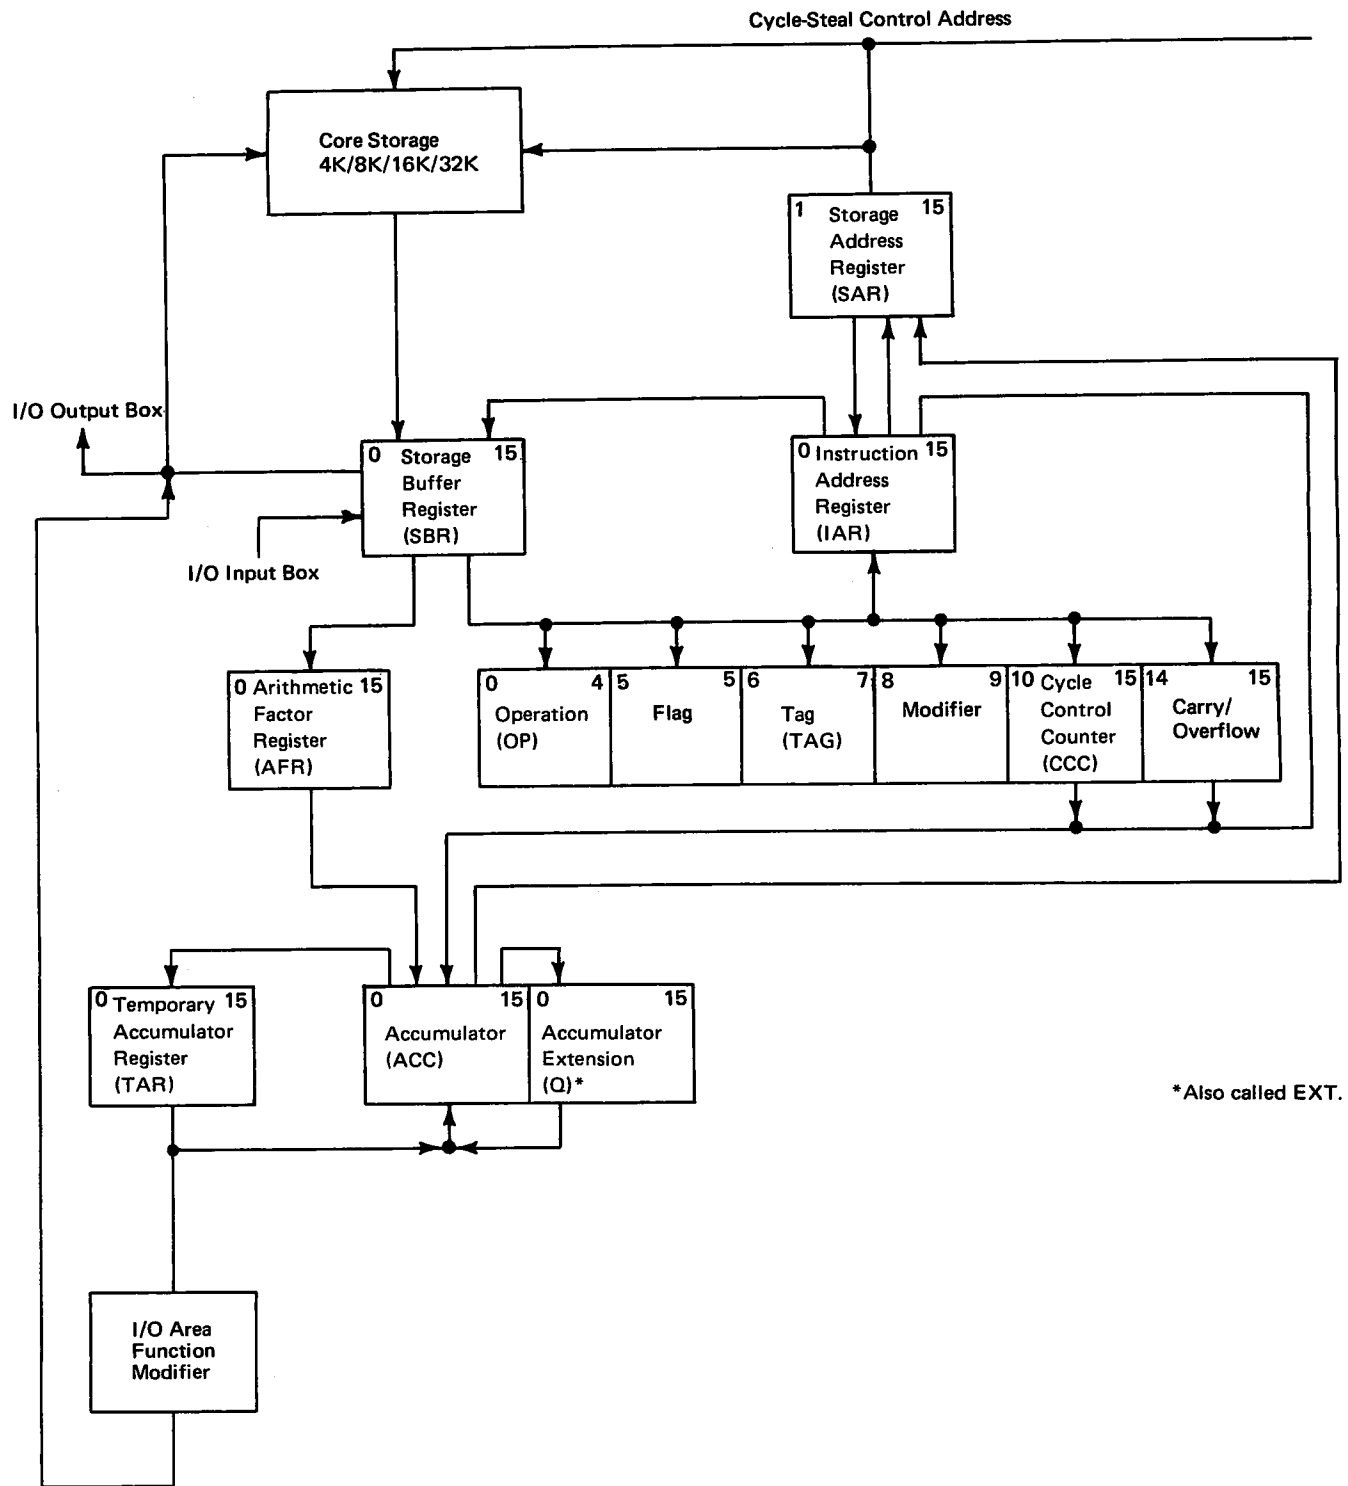 Cycle-Steal Control Address
Core Storage
4K/8K/16K/32K
1 Storage 15
Address
Register
(SAR)
I/O Output Box
0 Storage 15
Buffer
Register
(SBR)
0 Instruction 15
Address
Register
(IAR)
I/O Input Box
0 Arithmetic 15
Factor
Register
(AFR)
0 4
Operation
(OP)
5 5
Flag
6 7
Tag
(TAG)
8 9
Modifier
10 Cycle 15
Control
Counter
(CCC)
14 15
Carry/
Overflow
0 Temporary 15
Accumulator
Register
(TAR)
0 15
Accumulator
(ACC)
0 15
Accumulator
Extension
(Q)*
*Also called EXT.
I/O Area
Function
Modifier